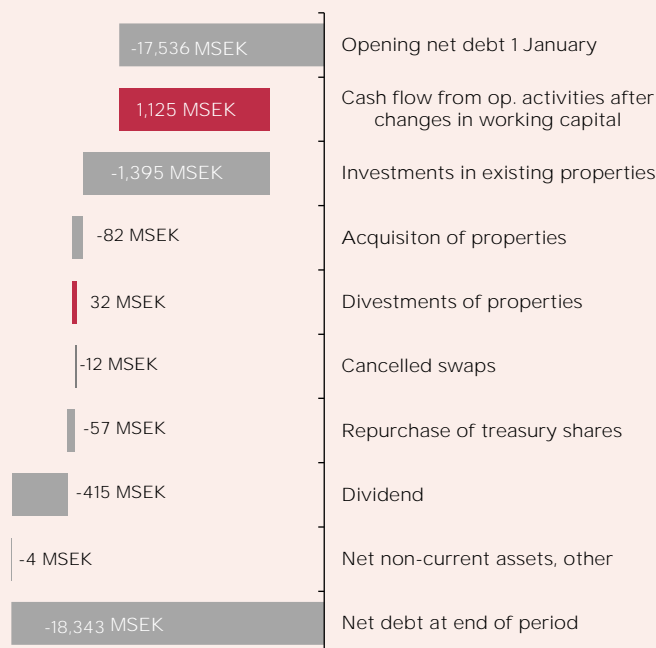 -17,536 MSEK Opening net debt 1 January
1,125 MSEK Cash flow from op. activities after
changes in working capital
-1,395 MSEK Investments in existing properties
-82 MSEK Acquisiton of properties
32 MSEK Divestments of properties
-12 MSEK Cancelled swaps
-57 MSEK Repurchase of treasury shares
-415 MSEK Dividend
-4 MSEK Net non-current assets, other
-18,343 MSEK Net debt at end of period